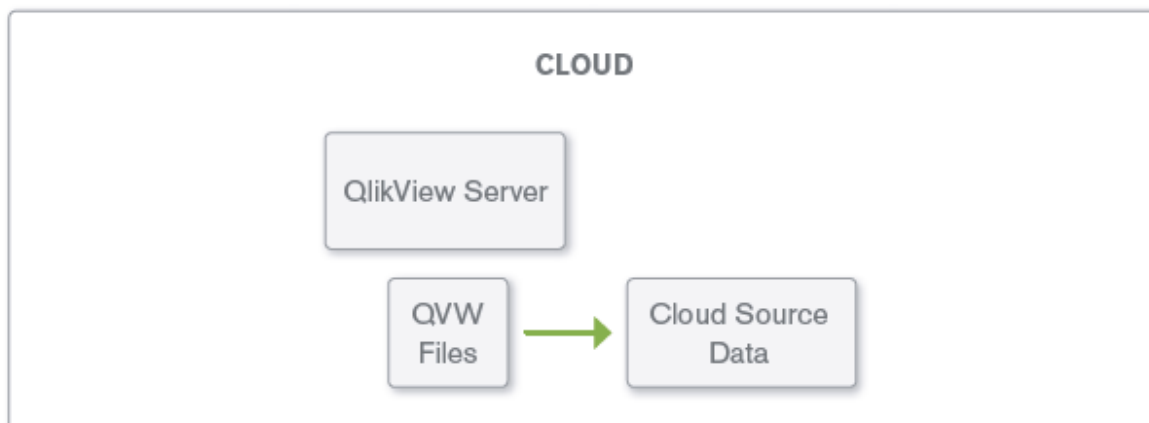 CLOUD
QlikView Server
QVW
Files
Cloud Source
Data